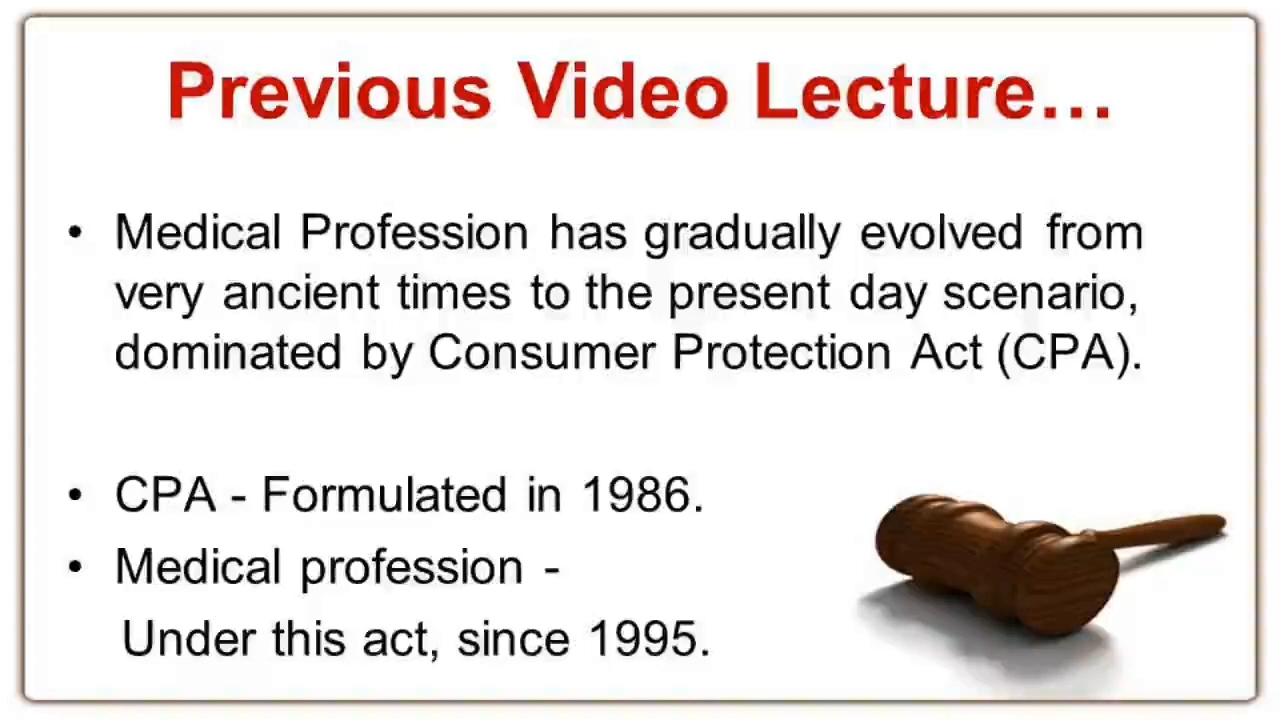 Previous Video Lecture...
• Medical Profession has gradually evolved from
very ancient times to the present day scenario,
dominated by Consumer Protection Act (CPA).
• CPA - Formulated in 1986.
• Medical profession -
Under this act, since 1995.